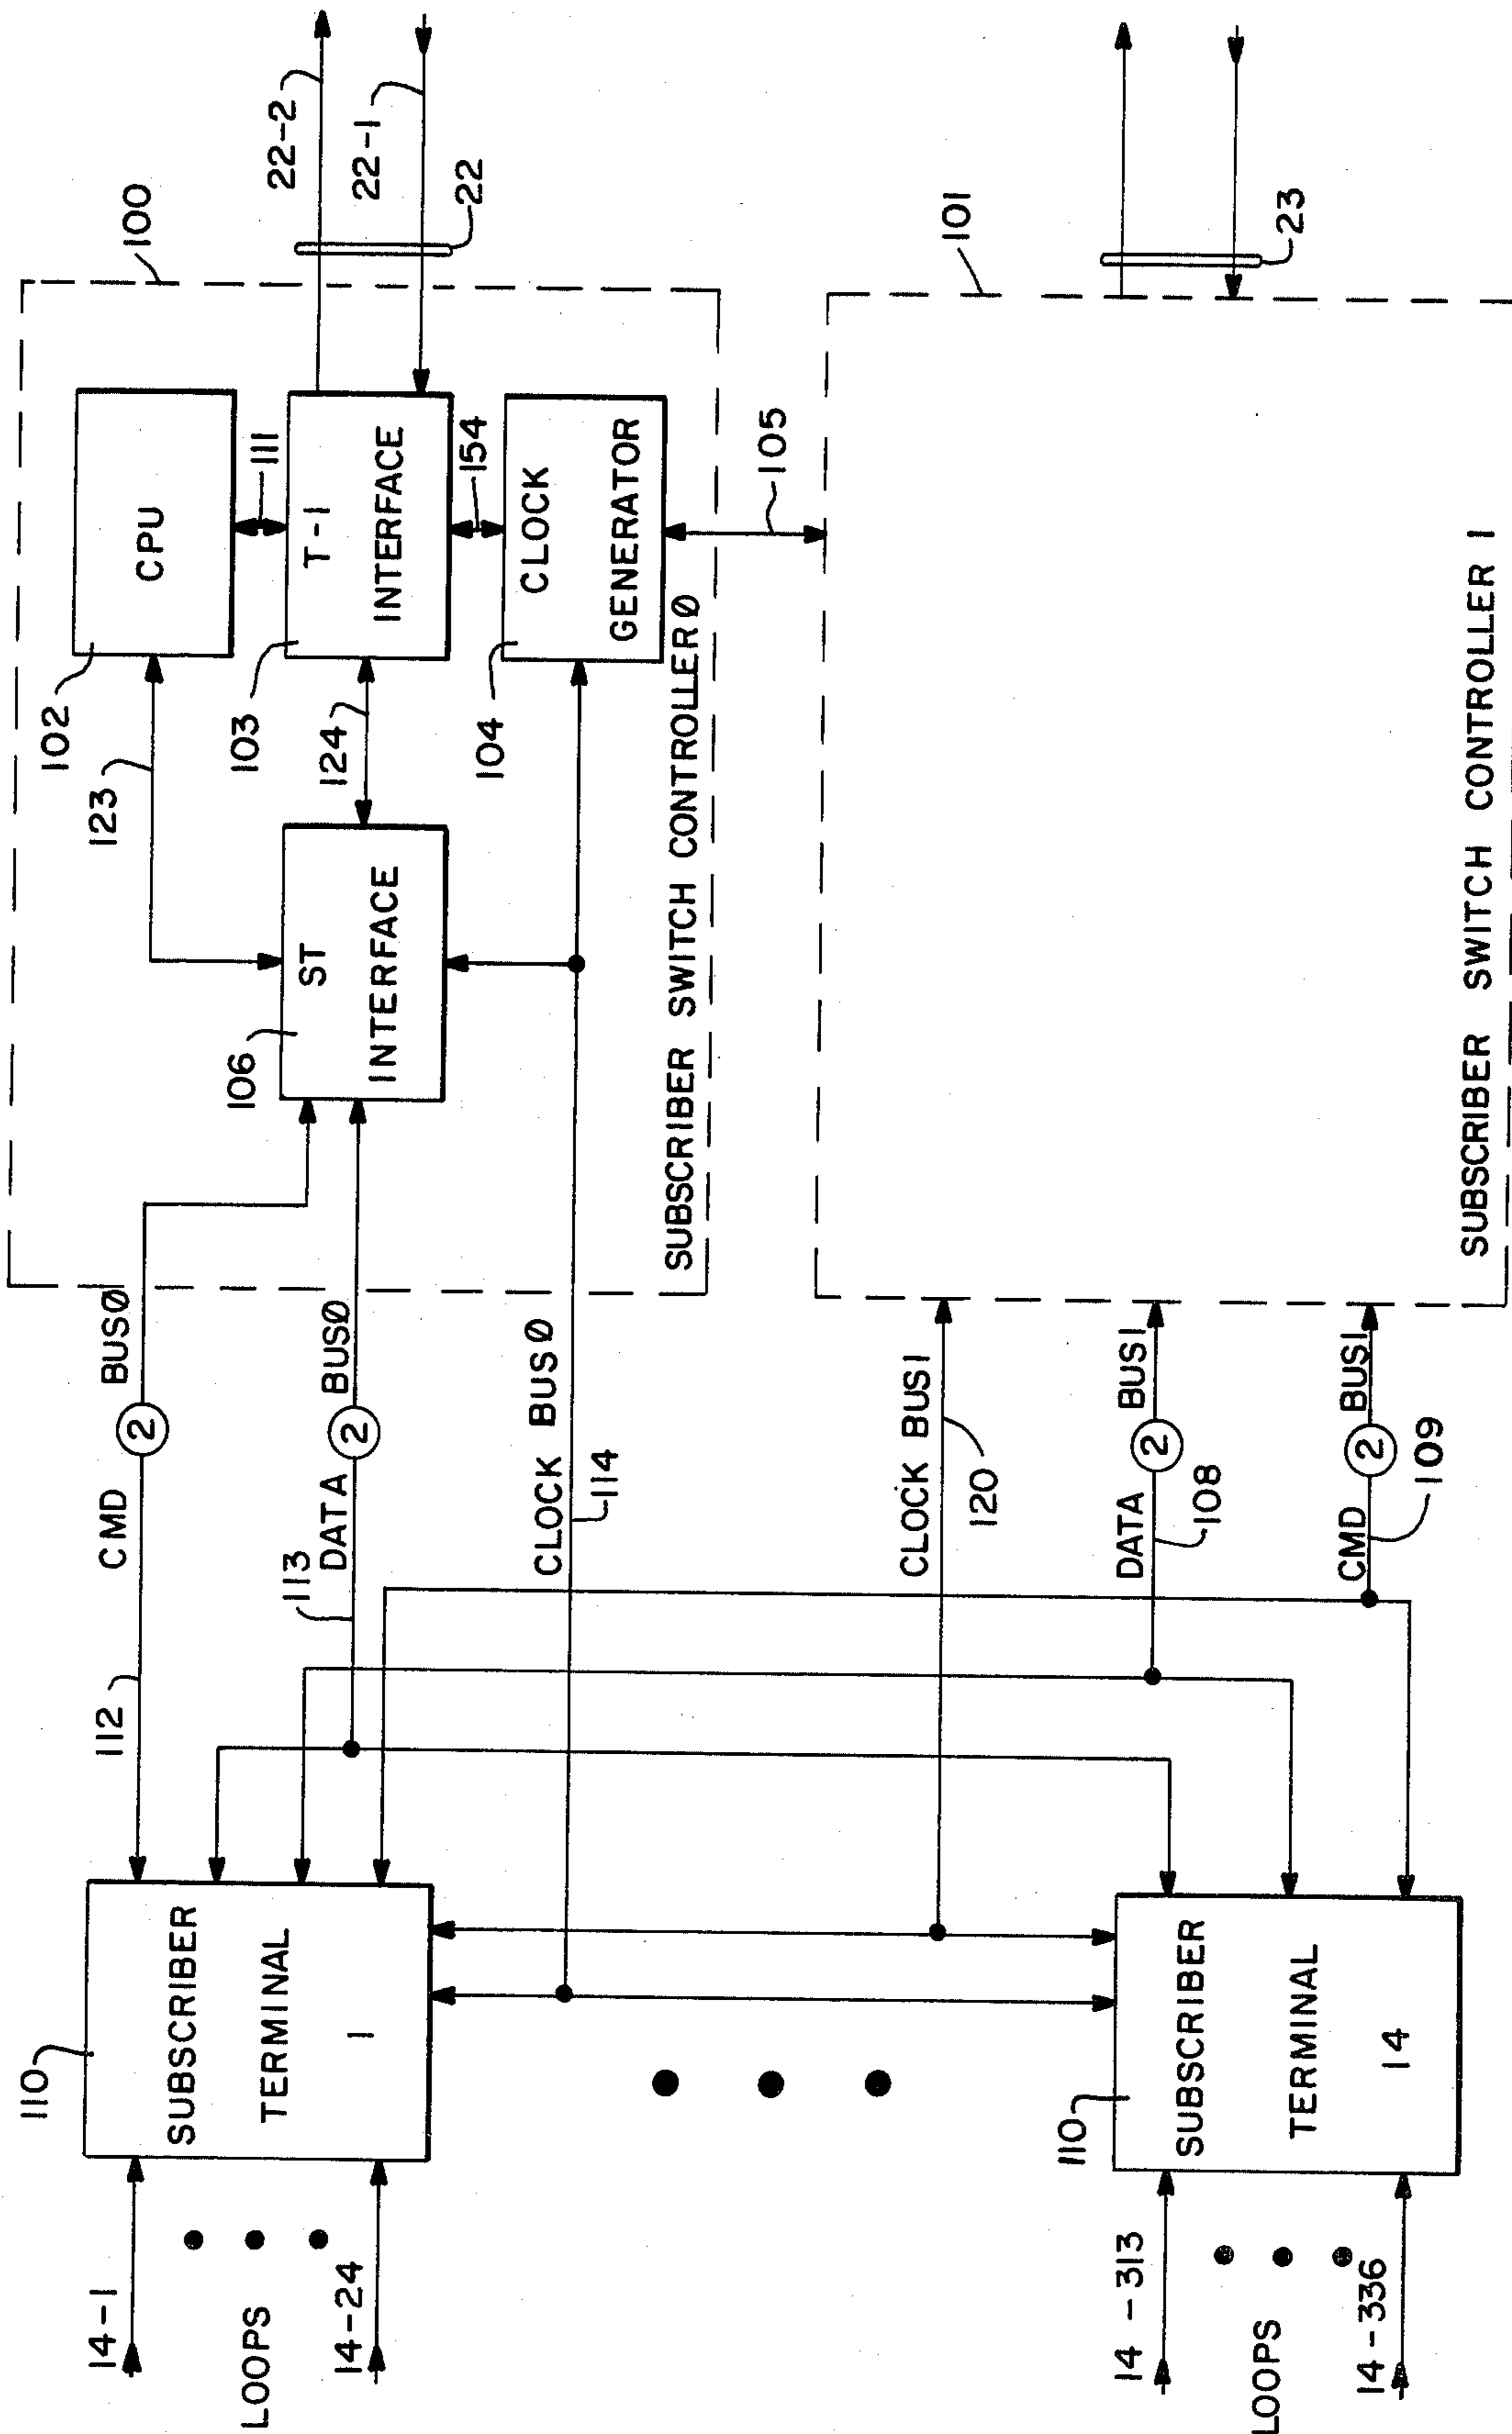 14-1
LOOPS
14-24
110
SUBSCRIBER
TERMINAL
1
112
CMD
2
BUSØ
113
DATA
2
BUSØ
CLOCK BUSØ
114
106
ST
INTERFACE
123
102
CPU
111
124
103
T-1
INTERFACE
154
104
CLOCK
GENERATOR
SUBSCRIBER SWITCH CONTROLLERØ
100
22-2
22-1
22
105
14-313
LOOPS
14-336
110
SUBSCRIBER
TERMINAL
14
CLOCK BUS1
120
DATA
2
BUS1
108
CMD
2
BUS1
109
SUBSCRIBER SWITCH CONTROLLER 1
101
23